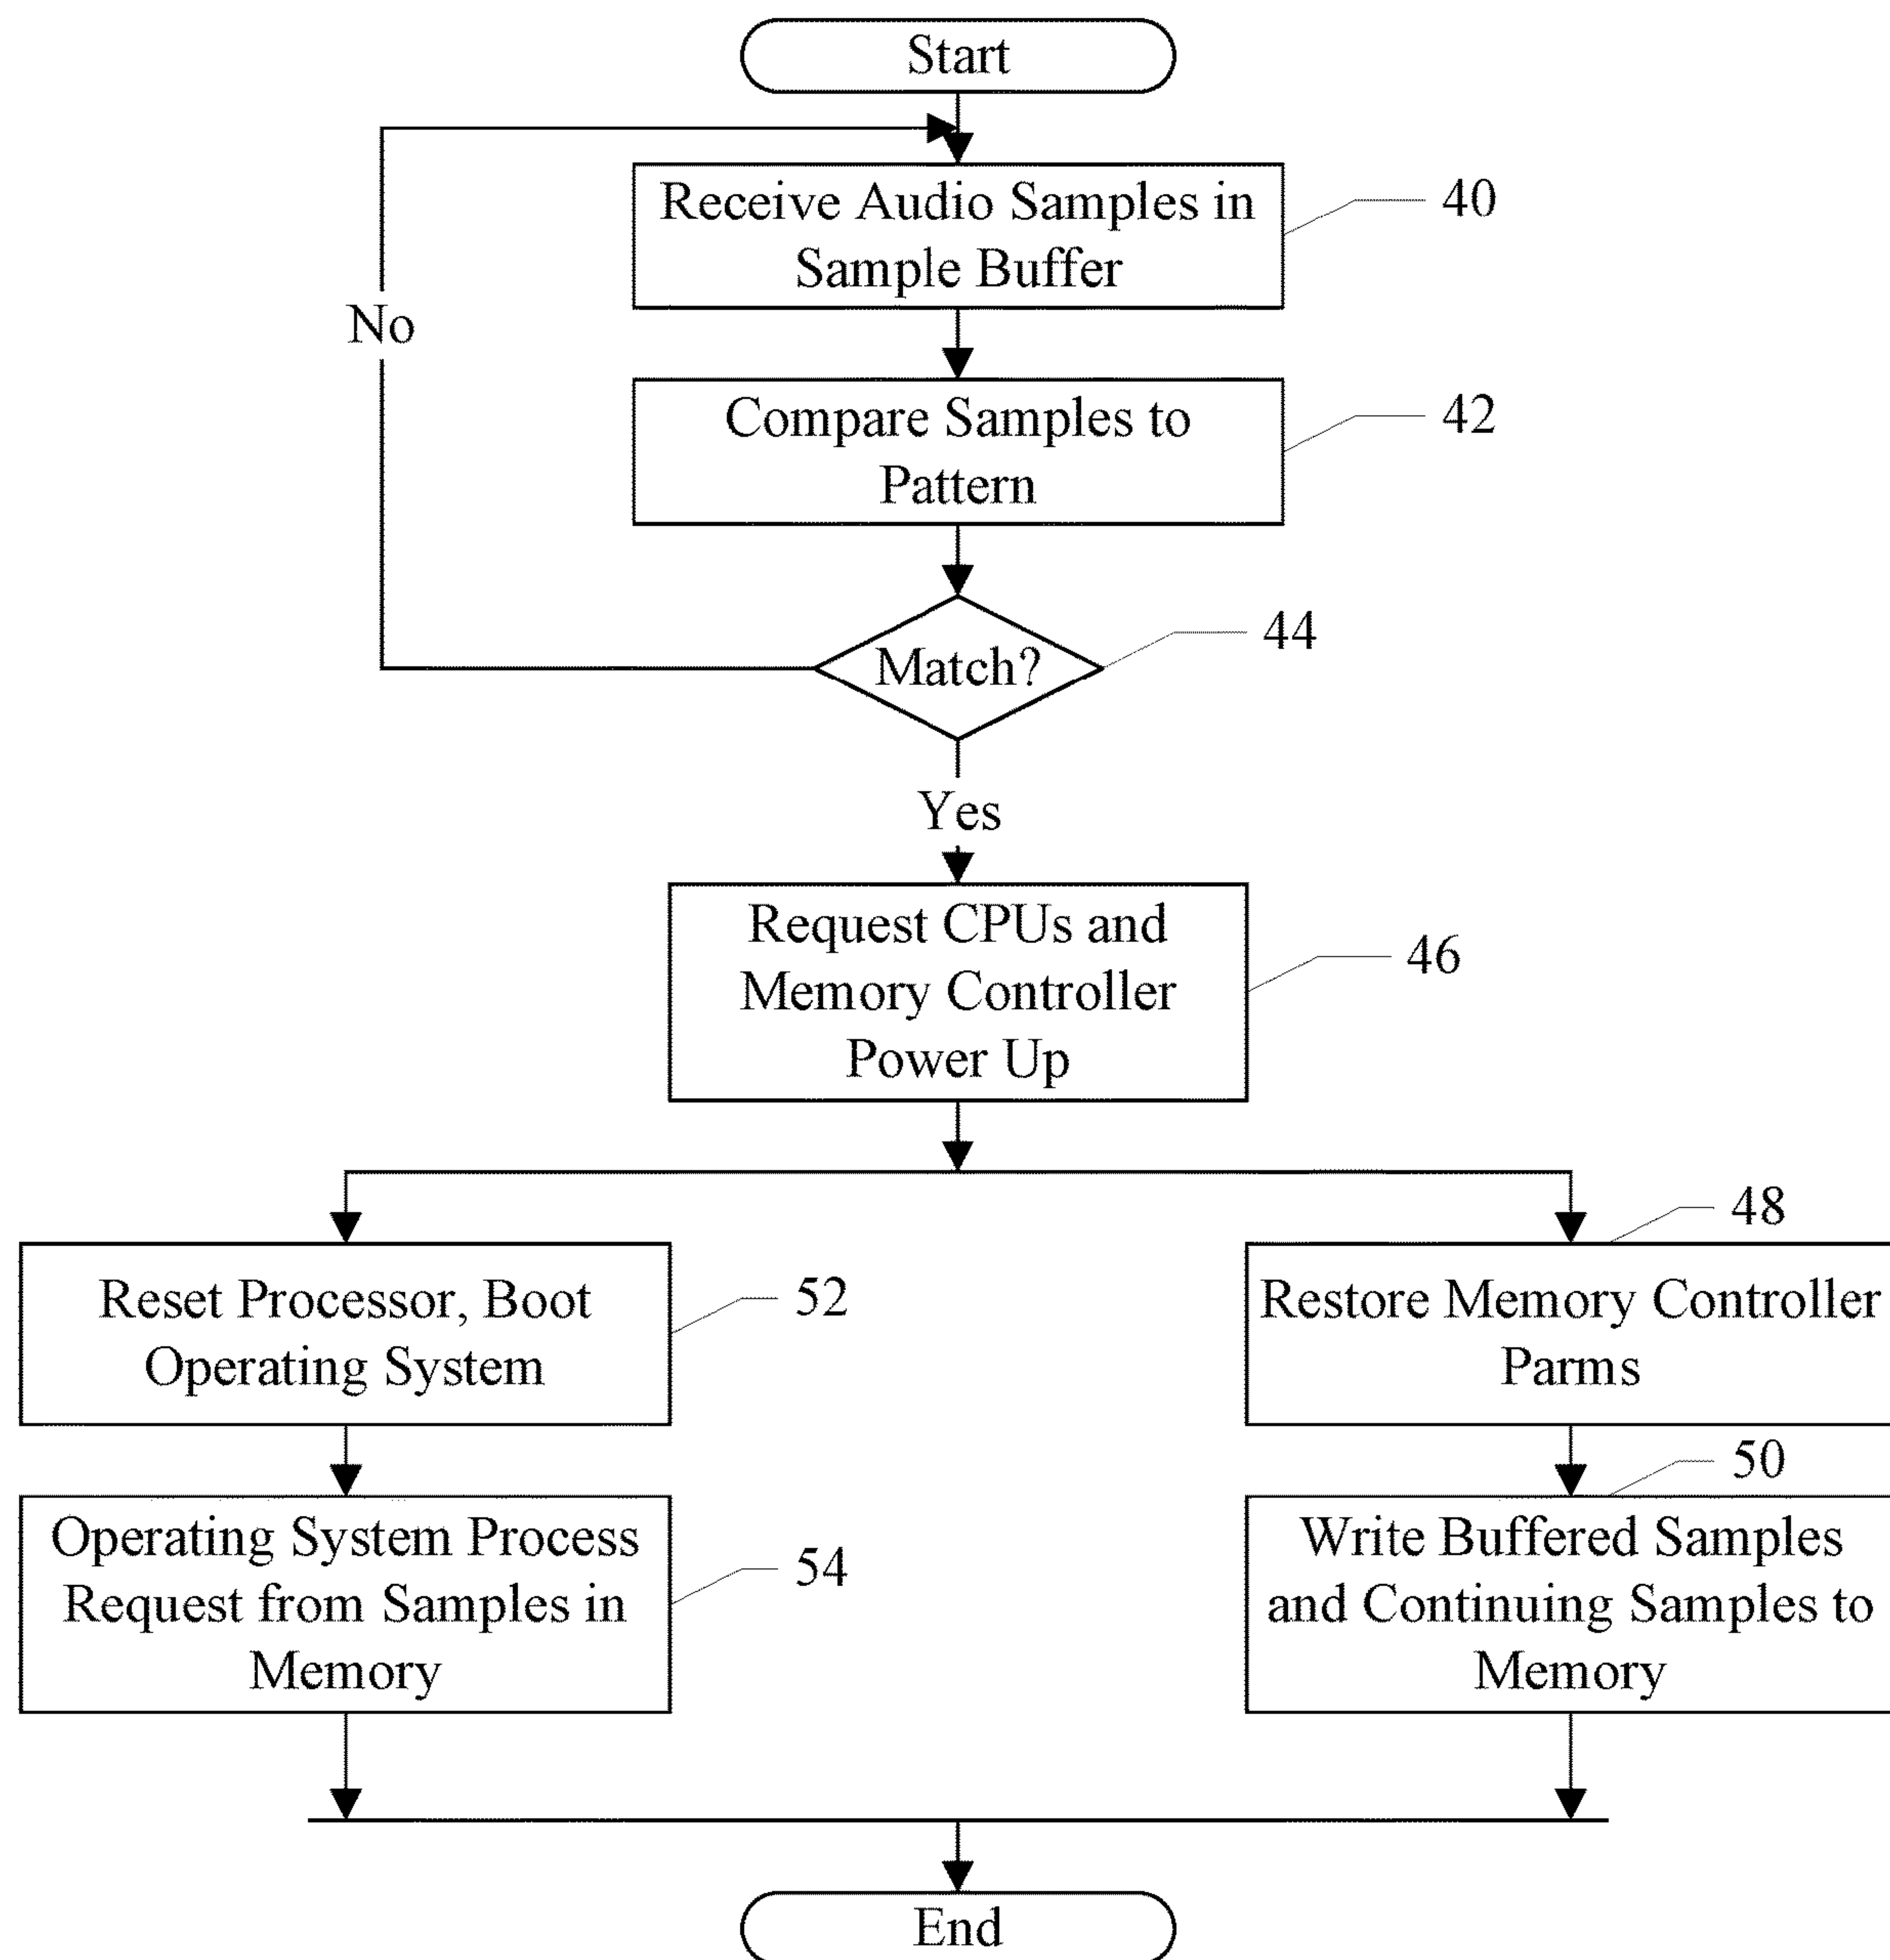 Start
Receive Audio Samples in
Sample Buffer
40
No
Compare Samples to
Pattern
42
Match?
44
Yes
Request CPUs and
Memory Controller
Power Up
46
Reset Processor, Boot
Operating System
52
48
Restore Memory Controller
Parms
Operating System Process
Request from Samples in
Memory
54
50
Write Buffered Samples
and Continuing Samples to
Memory
End